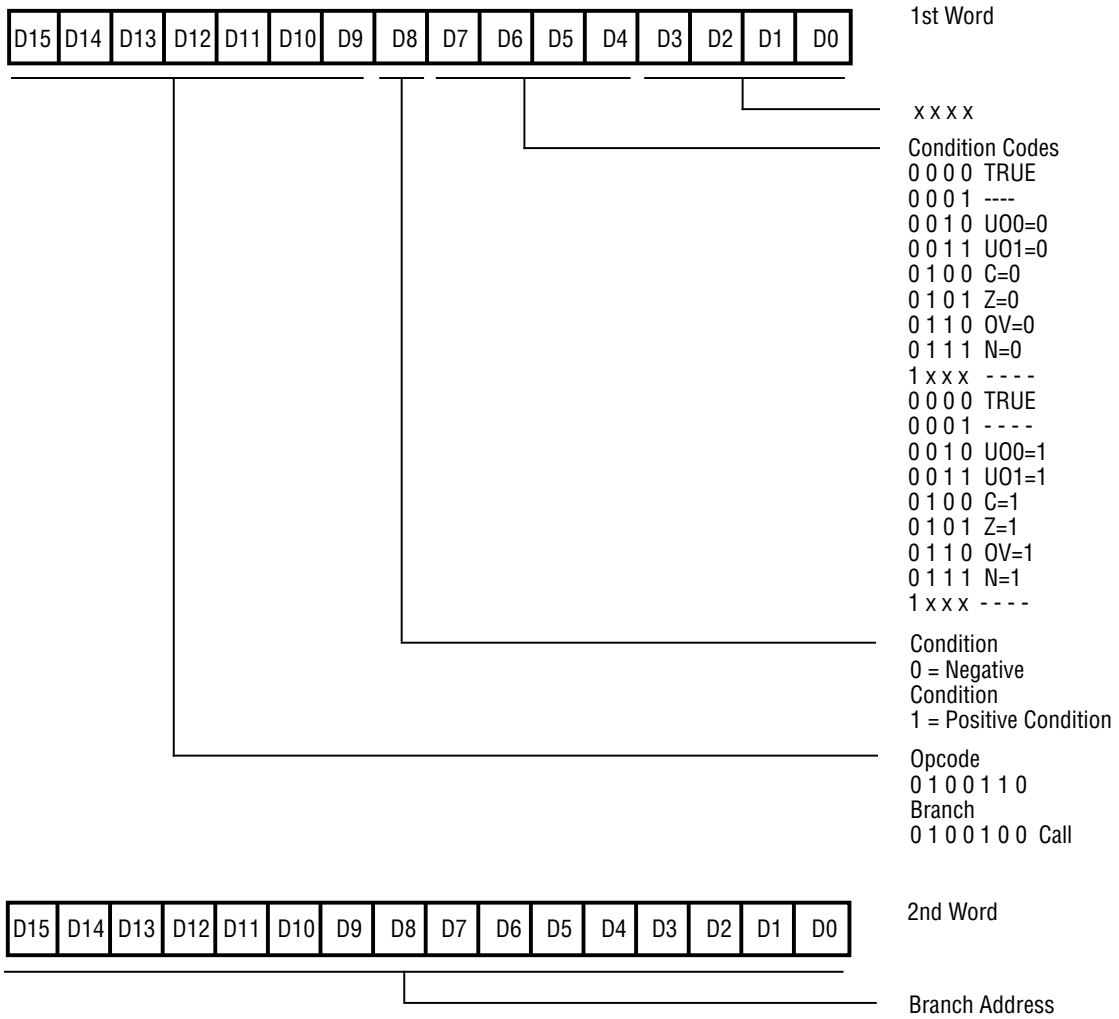 1st Word
D15 D14 D13 D12 D11 D10 D9 D8 D7 D6 D5 D4 D3 D2 D1 D0
x x x x
Condition Codes
0 0 0 0 TRUE
0 0 0 1 ----
0 0 1 0 UO0=0
0 0 1 1 UO1=0
0 1 0 0 C=0
0 1 0 1 Z=0
0 1 1 0 OV=0
0 1 1 1 N=0
1 x x x - - - -
0 0 0 0 TRUE
0 0 0 1 - - - -
0 0 1 0 UO0=1
0 0 1 1 UO1=1
0 1 0 0 C=1
0 1 0 1 Z=1
0 1 1 0 OV=1
0 1 1 1 N=1
1 x x x - - - -
Condition
0 = Negative
Condition
1 = Positive Condition
Opcode
0 1 0 0 1 1 0
Branch
0 1 0 0 1 0 0 Call
2nd Word
D15 D14 D13 D12 D11 D10 D9 D8 D7 D6 D5 D4 D3 D2 D1 D0
Branch Address